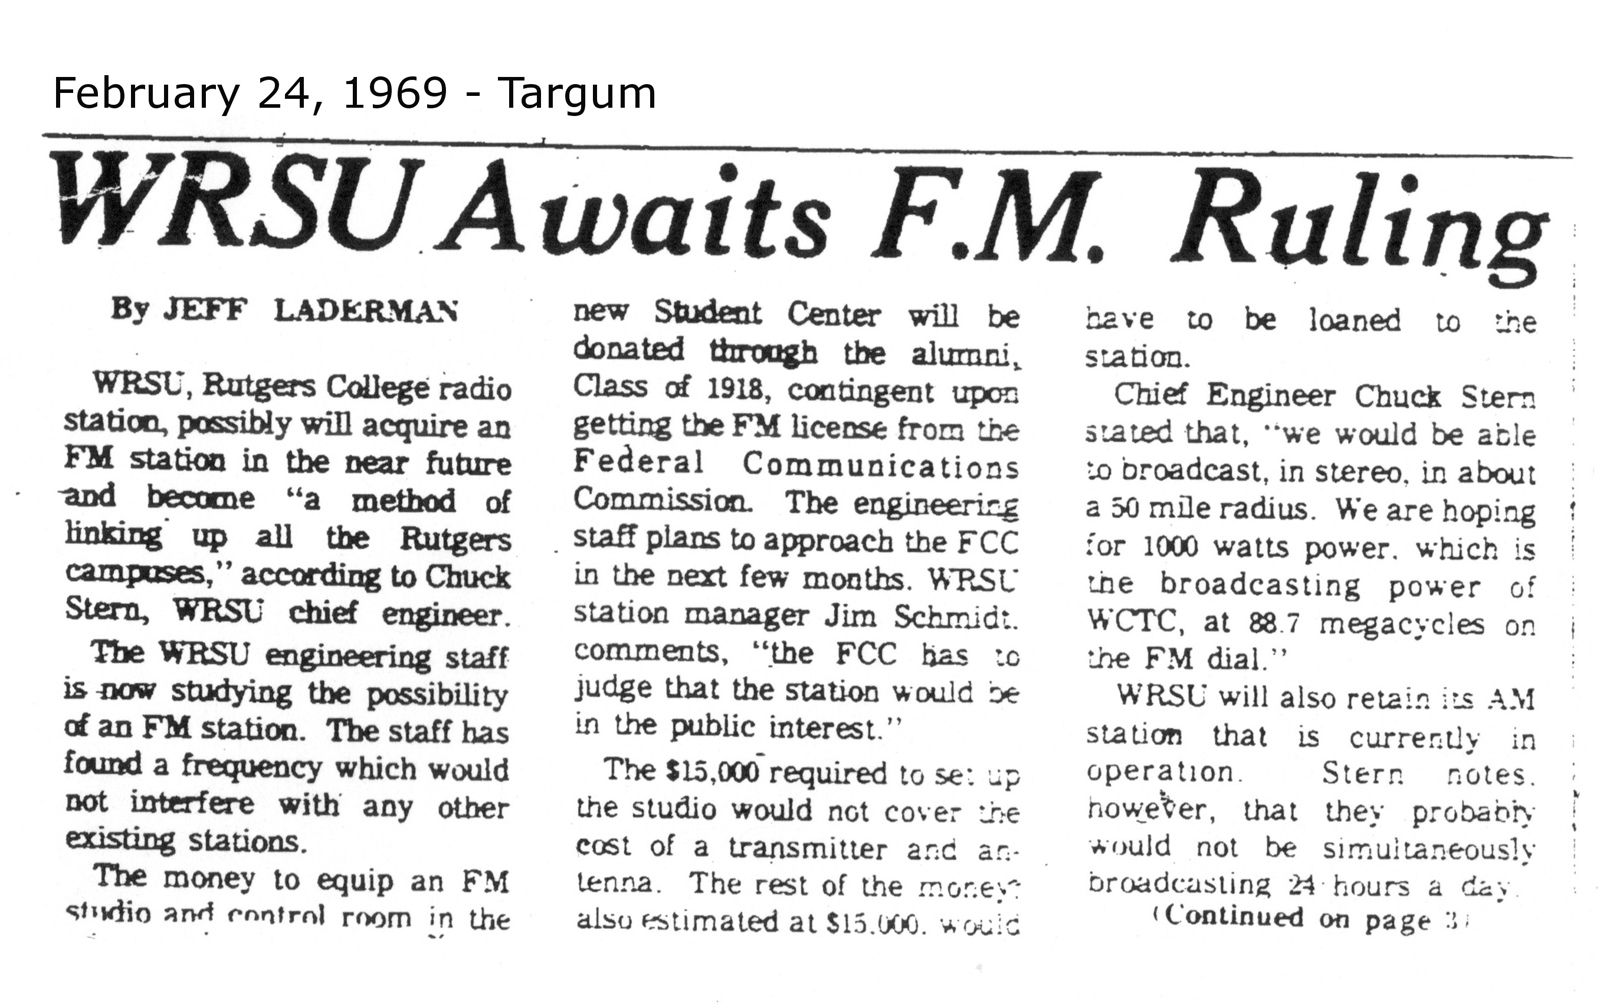 February 24, 1969 - Targum
WRSU Awaits F.M. Ruling
By JEFF LADERMAN
WRSU, Rutgers College radio
station, possibly will acquire an
FM station in the near future
and become “a method of
linking up all the Rutgers
campuses,” according to Chuck
Stern, WRSU chief engineer.
The WRSU engineering staff
is now studying the possibility
of an FM station. The staff has
found a frequency which would
not interfere with any other
existing stations.
The money to equip an FM
studio and control room in the
new Student Center will be
donated through the alumni,
Class of 1918, contingent upon
getting the FM license from the
Federal Communications
Commission. The engineering
staff plans to approach the FCC
in the next few months. WRSU
station manager Jim Schmidt.
comments, “the FCC has to
judge that the station would be
in the public interest.”
The $15,000 required to set up
the studio would not cover the
cost of a transmitter and an-
tenna. The rest of the money,
also estimated at $15,000, would
have to be loaned to the
station.
Chief Engineer Chuck Stern
stated that, “we would be able
to broadcast, in stereo, in about
a 50 mile radius. We are hoping
for 1000 watts power, which is
the broadcasting power of
WCTC, at 88.7 megacycles on
the FM dial.”
WRSU will also retain its AM
station that is currently in
operation. Stern notes,
however, that they probably
would not be simultaneously
broadcasting 24 hours a day.
(Continued on page 3)